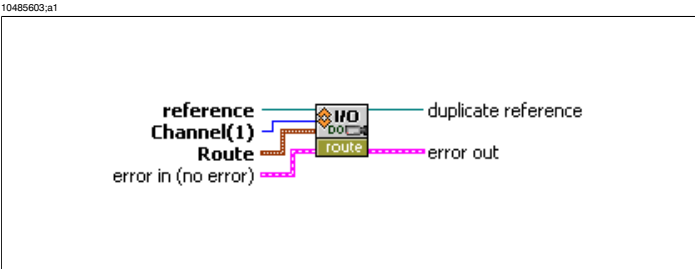 10485603;a1
reference
Channel(1)
Route
error in (no error)
I/O
DO
route
duplicate reference
error out